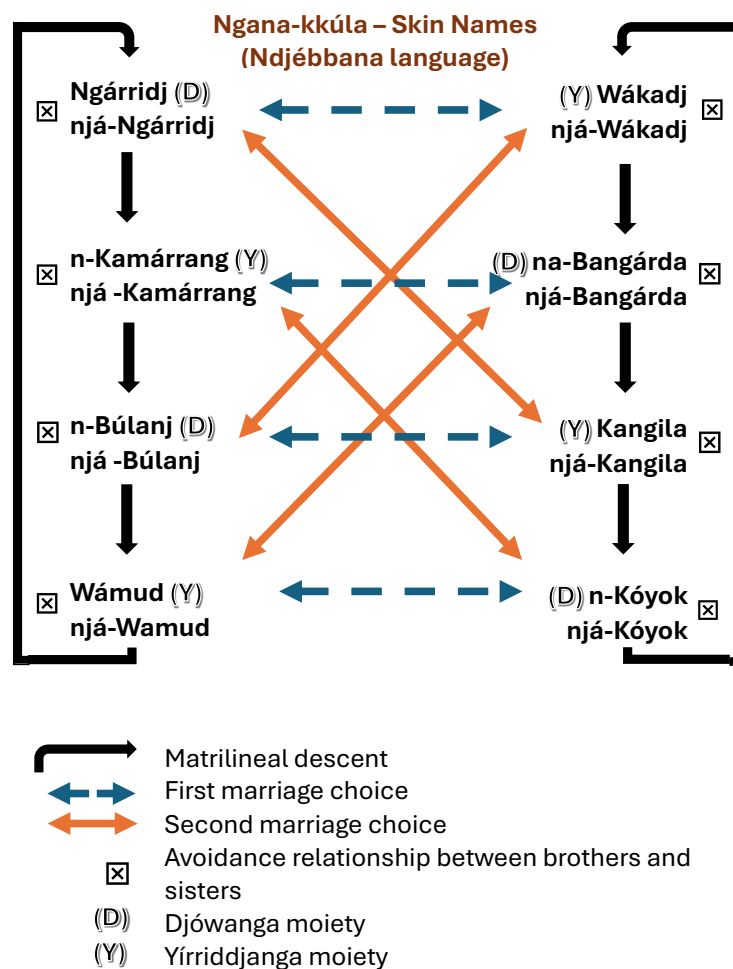 Ngana-kkúla – Skin Names
(Ndjébbana language)
Ngárridj (D)
njá-Ngárridj
(Y) Wákadj
njá-Wákadj
n-Kamárrang (Y)
njá -Kamárrang
(D) na-Bangárda
njá-Bangárda
n-Búlanj (D)
njá -Búlanj
(Y) Kangila
njá-Kangila
Wámud (Y)
njá-Wamud
(D) n-Kóyok
njá-Kóyok
Matrilineal descent
First marriage choice
Second marriage choice
Avoidance relationship between brothers and
sisters
(D) Djówanga moiety
(Y) Yírriddjanga moiety